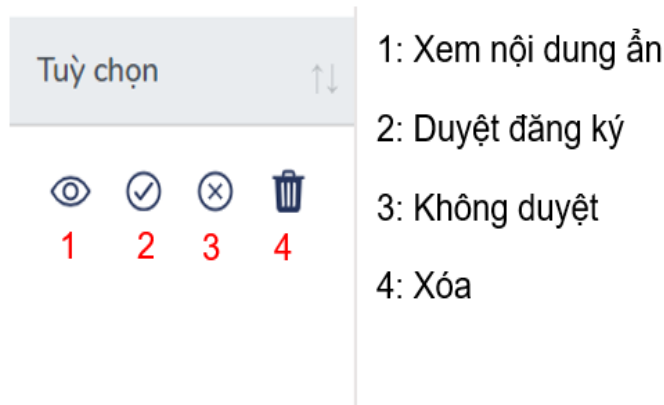 Tuỳ chọn
1 2 3 4
1: Xem nội dung ẩn
2: Duyệt đăng ký
3: Không duyệt
4: Xóa